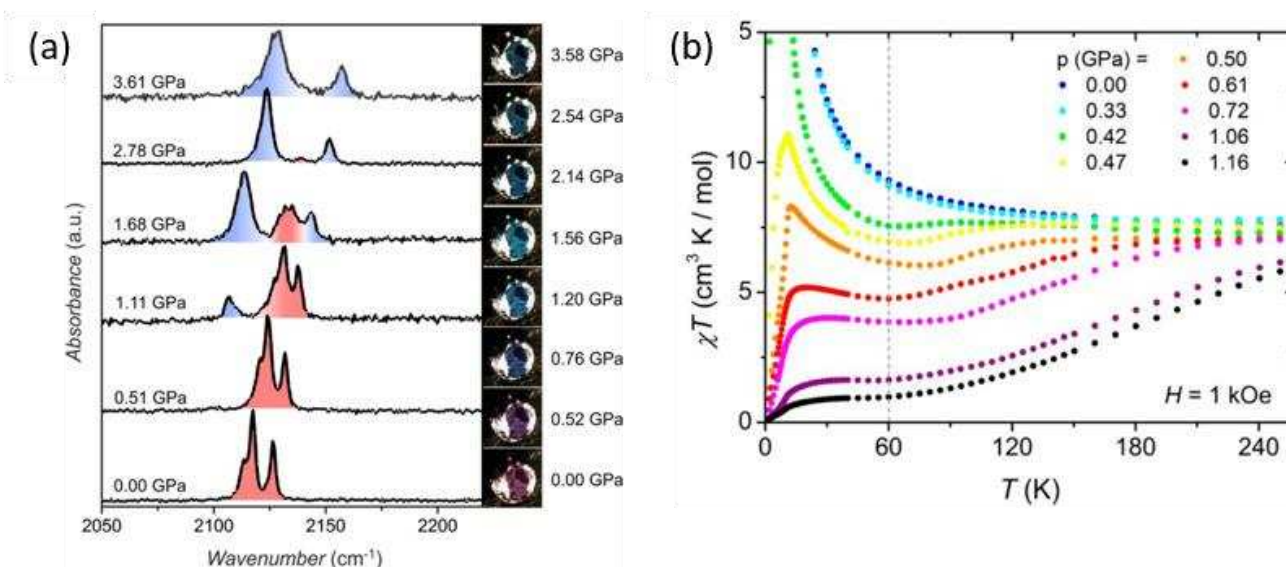 (a)
3.61 GPa
2.78 GPa
1.68 GPa
1.11 GPa
0.51 GPa
0.00 GPa
Absorbance (a.u.)
2050 2100 2150 2200
Wavenumber (cm⁻¹)
3.58 GPa
2.54 GPa
2.14 GPa
1.56 GPa
1.20 GPa
0.76 GPa
0.52 GPa
0.00 GPa
(b)
χT (cm³ K / mol)
5
10
5
0
p (GPa) =
0.00
0.33
0.42
0.47
0.50
0.61
0.72
1.06
1.16
H = 1 kOe
0 60 120 180 240
T (K)